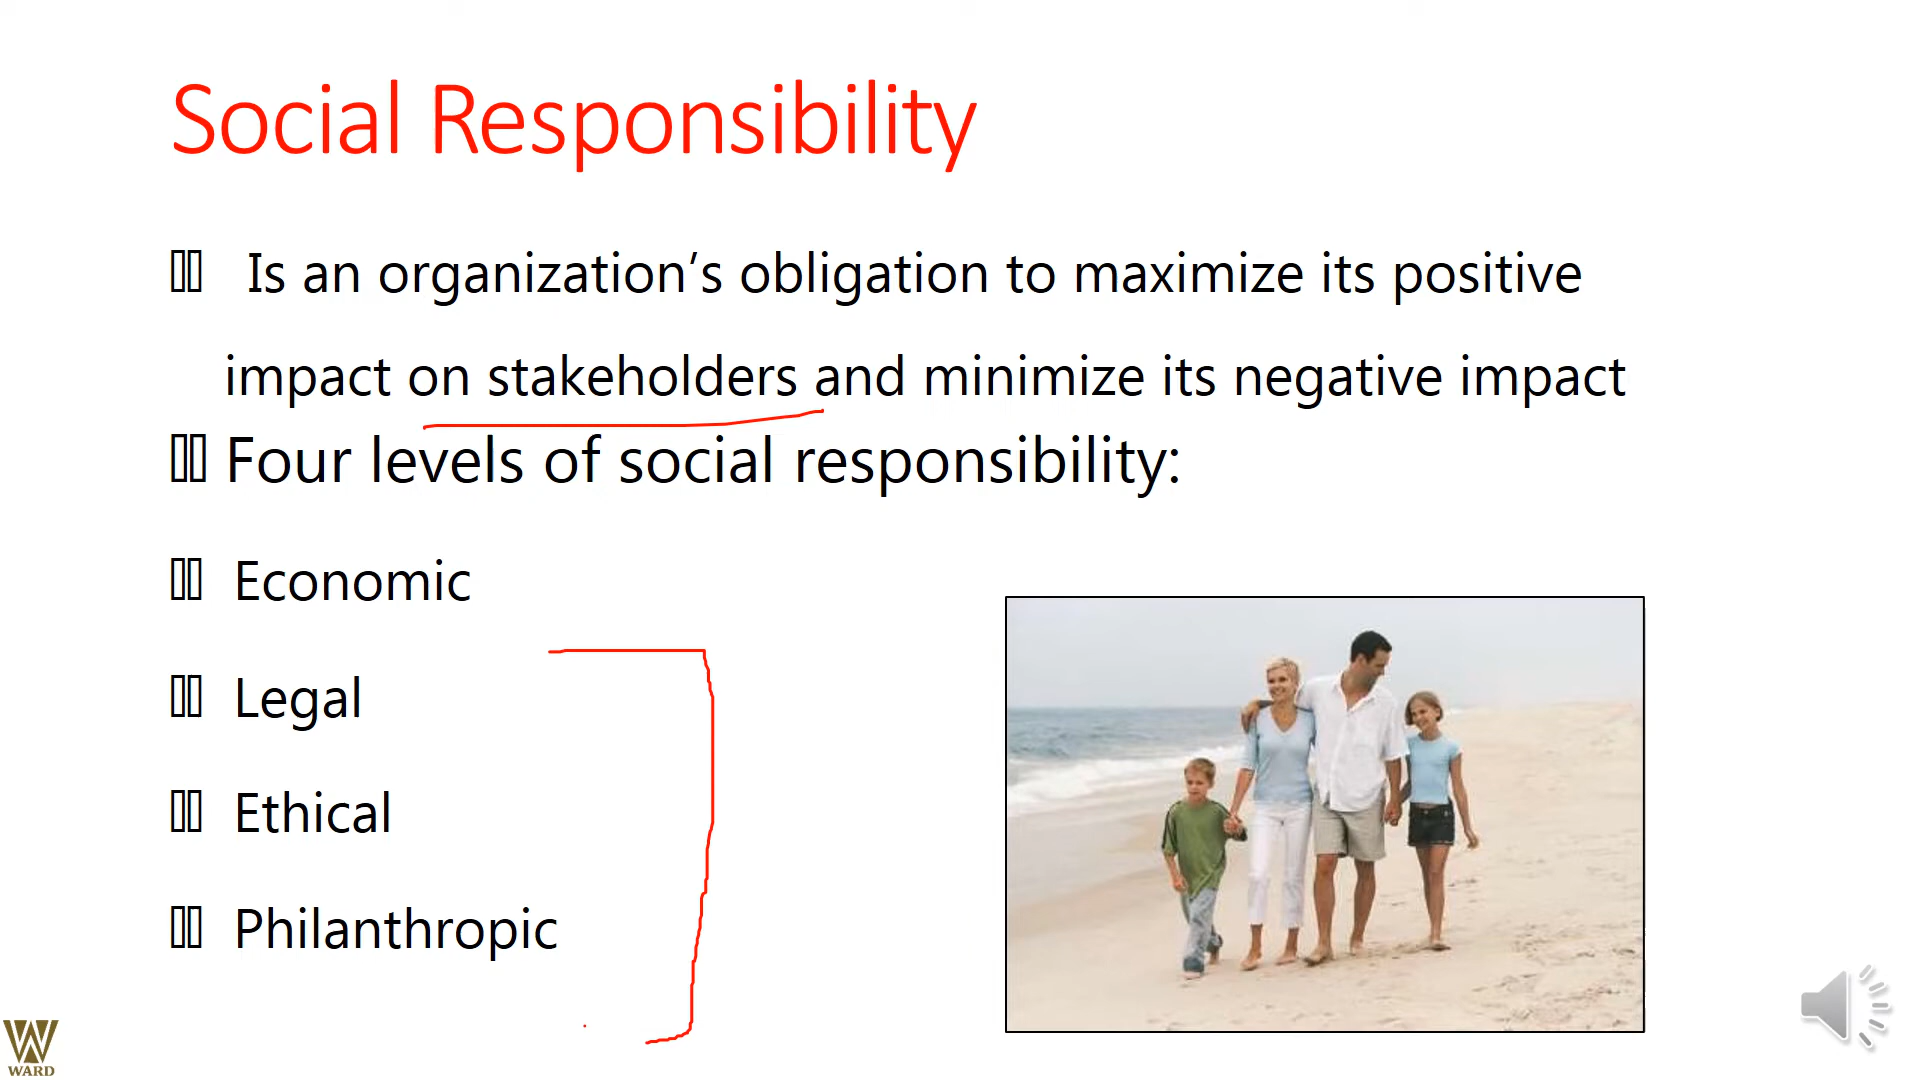 Social Responsibility
Is an organization’s obligation to maximize its positive
impact on stakeholders and minimize its negative impact
Four levels of social responsibility:
Economic
Legal
Ethical
Philanthropic
WARD